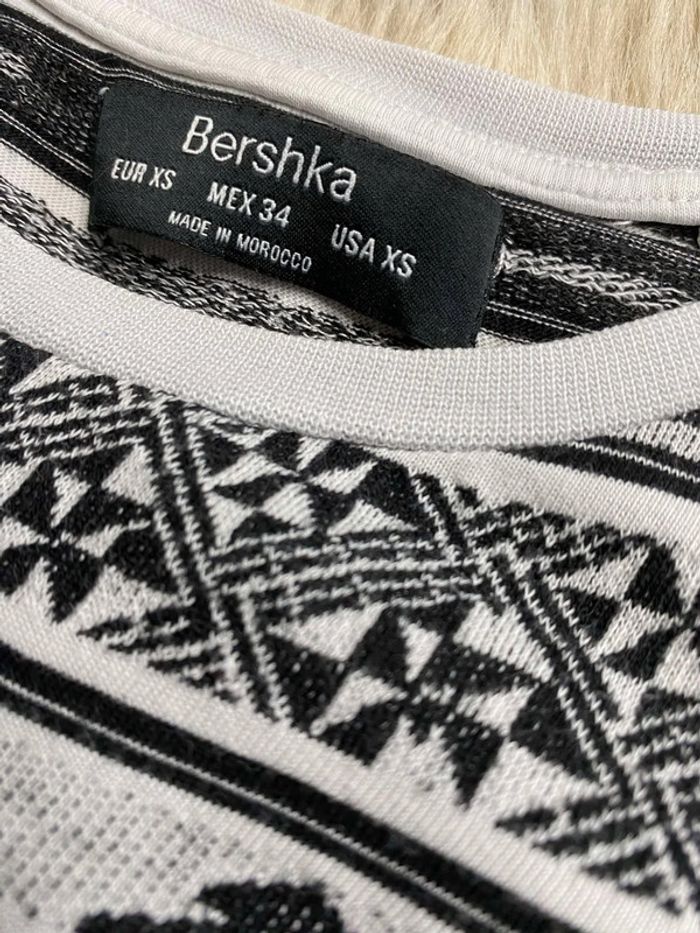 Bershka
EUR XS MEX 34 USA XS
MADE IN MOROCCO